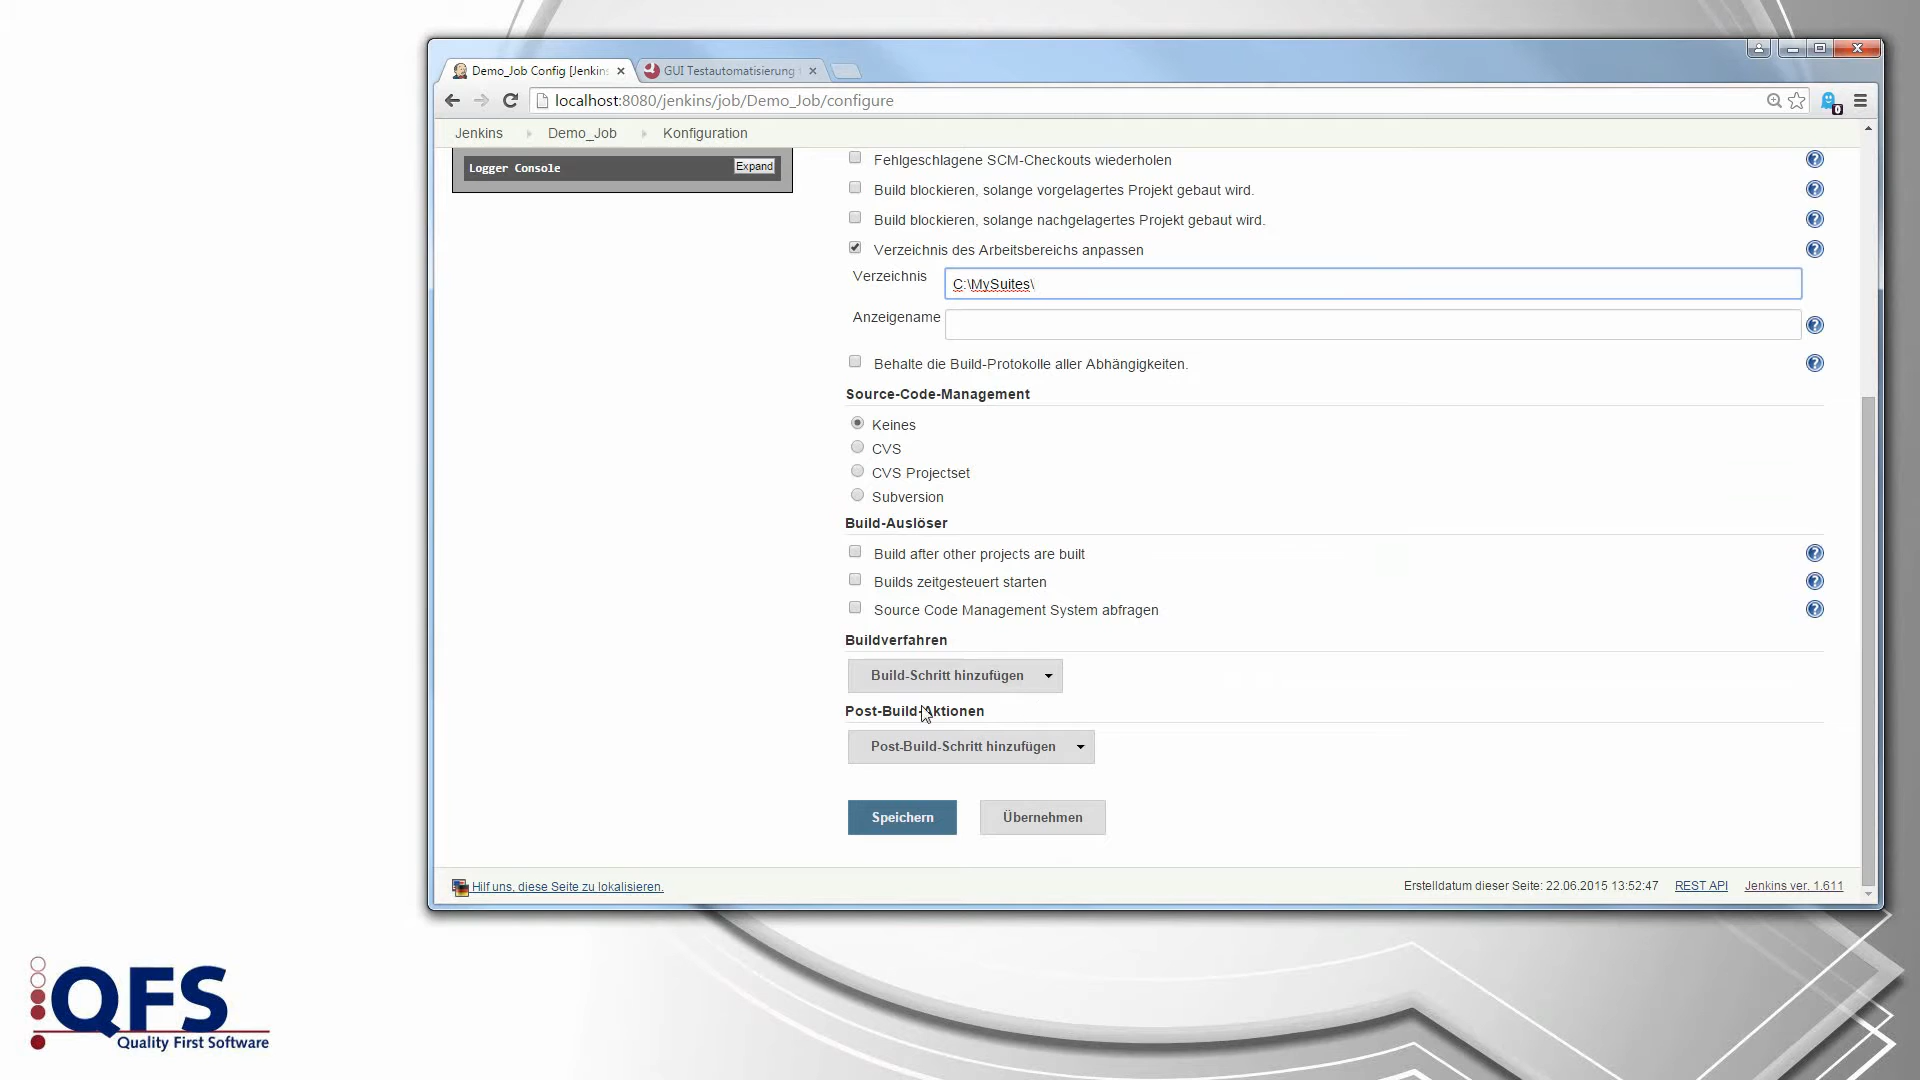 Demo_Job Config [Jenkins
GUI Testautomatisierung
localhost:8080/jenkins/job/Demo_Job/configure
0
Jenkins Demo_Job Konfiguration
Logger Console Expand
Fehlgeschlagene SCM-Checkouts wiederholen
Build blockieren, solange vorgelagertes Projekt gebaut wird.
Build blockieren, solange nachgelagertes Projekt gebaut wird.
Verzeichnis des Arbeitsbereichs anpassen
Verzeichnis C:\MySuites\
Anzeigename
Behalte die Build-Protokolle aller Abhängigkeiten.
Source-Code-Management
Keines
CVS
CVS Projectset
Subversion
Build-Auslöser
Build after other projects are built
Builds zeitgesteuert starten
Source Code Management System abfragen
Buildverfahren
Build-Schritt hinzufügen
Post-Build-Aktionen
Post-Build-Schritt hinzufügen
Speichern Übernehmen
Hilf uns, diese Seite zu lokalisieren. Erstelldatum dieser Seite: 22.06.2015 13:52:47 REST API Jenkins ver. 1.611
QFS
Quality First Software